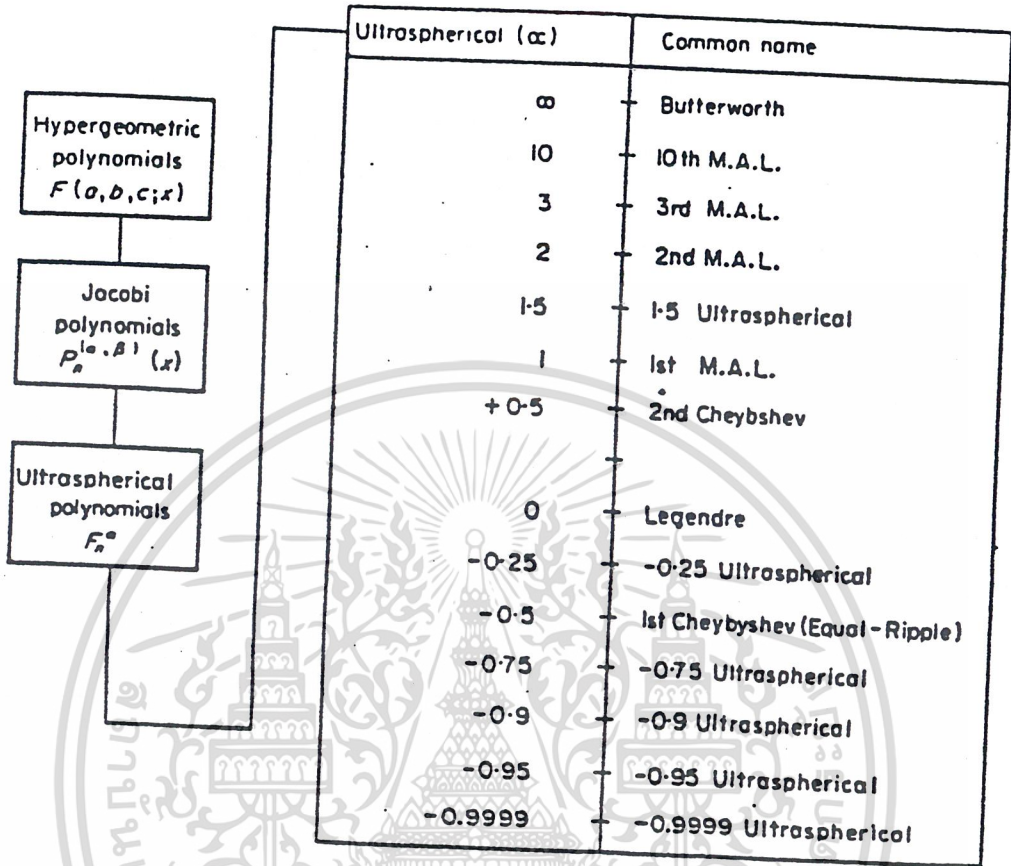 Hypergeometric
polynomials
F(a,b,c;x)
Jacobi
polynomials
P_n^(α,β) (x)
Ultraspherical
polynomials
F_n^α
Ultraspherical (α) Common name
∞ Butterworth
10 10th M.A.L.
3 3rd M.A.L.
2 2nd M.A.L.
1·5 1·5 Ultraspherical
1 1st M.A.L.
+0·5 2nd Cheybshev
0 Legendre
-0·25 -0·25 Ultraspherical
-0·5 1st Cheybyshev (Equal-Ripple)
-0·75 -0·75 Ultraspherical
-0·9 -0·9 Ultraspherical
-0·95 -0·95 Ultraspherical
-0.9999 -0.9999 Ultraspherical